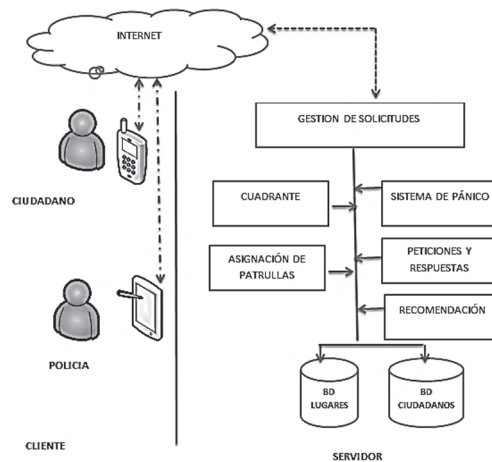 INTERNET
GESTION DE SOLICITUDES
CIUDADANO
CUADRANTE
SISTEMA DE PÁNICO
ASIGNACIÓN DE
PATRULLAS
PETICIONES Y
RESPUESTAS
RECOMENDACIÓN
POLICIA
BD
LUGARES
BD
CIUDADANOS
CLIENTE
SERVIDOR